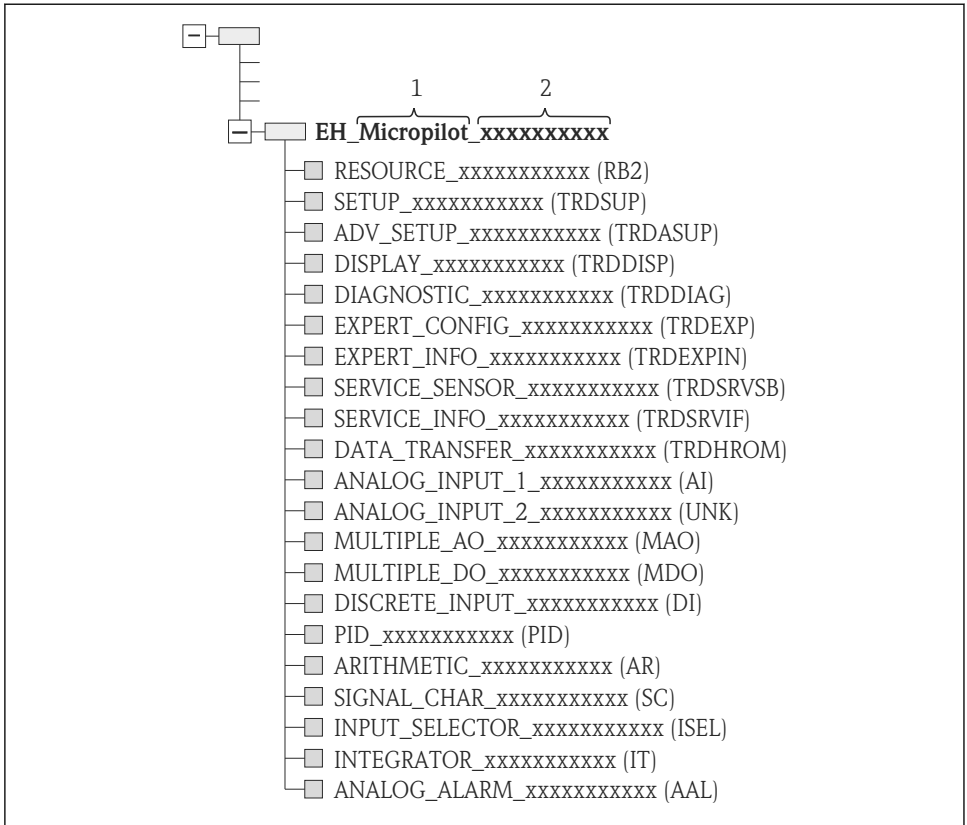 1 2
EH_Micropilot_xxxxxxxxxx
RESOURCE_xxxxxxxxxxx (RB2)
SETUP_xxxxxxxxxxx (TRDSUP)
ADV_SETUP_xxxxxxxxxxx (TRDASUP)
DISPLAY_xxxxxxxxxxx (TRDDISP)
DIAGNOSTIC_xxxxxxxxxxx (TRDDIAG)
EXPERT_CONFIG_xxxxxxxxxxx (TRDEXP)
EXPERT_INFO_xxxxxxxxxxx (TRDEXPIN)
SERVICE_SENSOR_xxxxxxxxxxx (TRDSRVSB)
SERVICE_INFO_xxxxxxxxxxx (TRDSRVIF)
DATA_TRANSFER_xxxxxxxxxxx (TRDHROM)
ANALOG_INPUT_1_xxxxxxxxxxx (AI)
ANALOG_INPUT_2_xxxxxxxxxxx (UNK)
MULTIPLE_AO_xxxxxxxxxxx (MAO)
MULTIPLE_DO_xxxxxxxxxxx (MDO)
DISCRETE_INPUT_xxxxxxxxxxx (DI)
PID_xxxxxxxxxxx (PID)
ARITHMETIC_xxxxxxxxxxx (AR)
SIGNAL_CHAR_xxxxxxxxxxx (SC)
INPUT_SELECTOR_xxxxxxxxxxx (ISEL)
INTEGRATOR_xxxxxxxxxxx (IT)
ANALOG_ALARM_xxxxxxxxxxx (AAL)